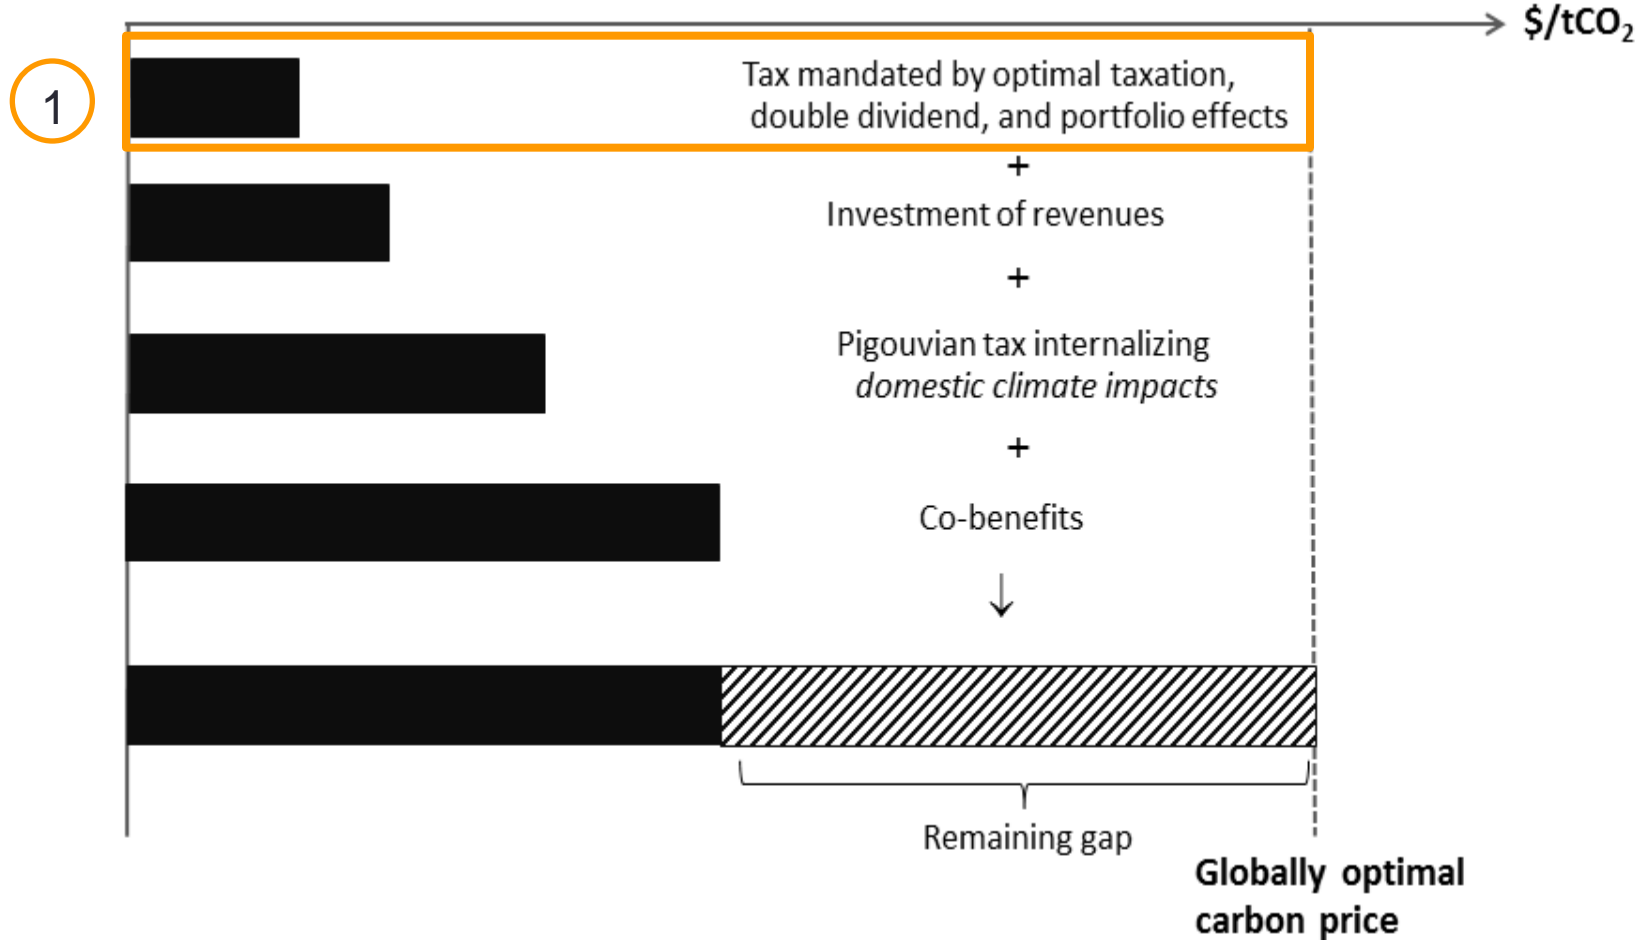 $/tCO₂
1
Tax mandated by optimal taxation,
double dividend, and portfolio effects
+
Investment of revenues
+
Pigouvian tax internalizing
domestic climate impacts
+
Co-benefits
↓
Remaining gap
Globally optimal
carbon price